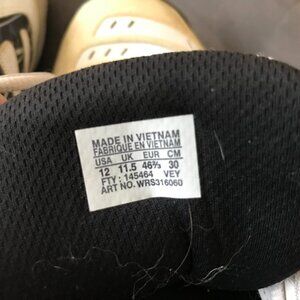 MADE IN VIETNAM
FABRIQUE EN VIETNAM
USA UK EUR CM
12 11.5 46⅔ 30
FTY : 145464 VEY
ART NO. WRS316060